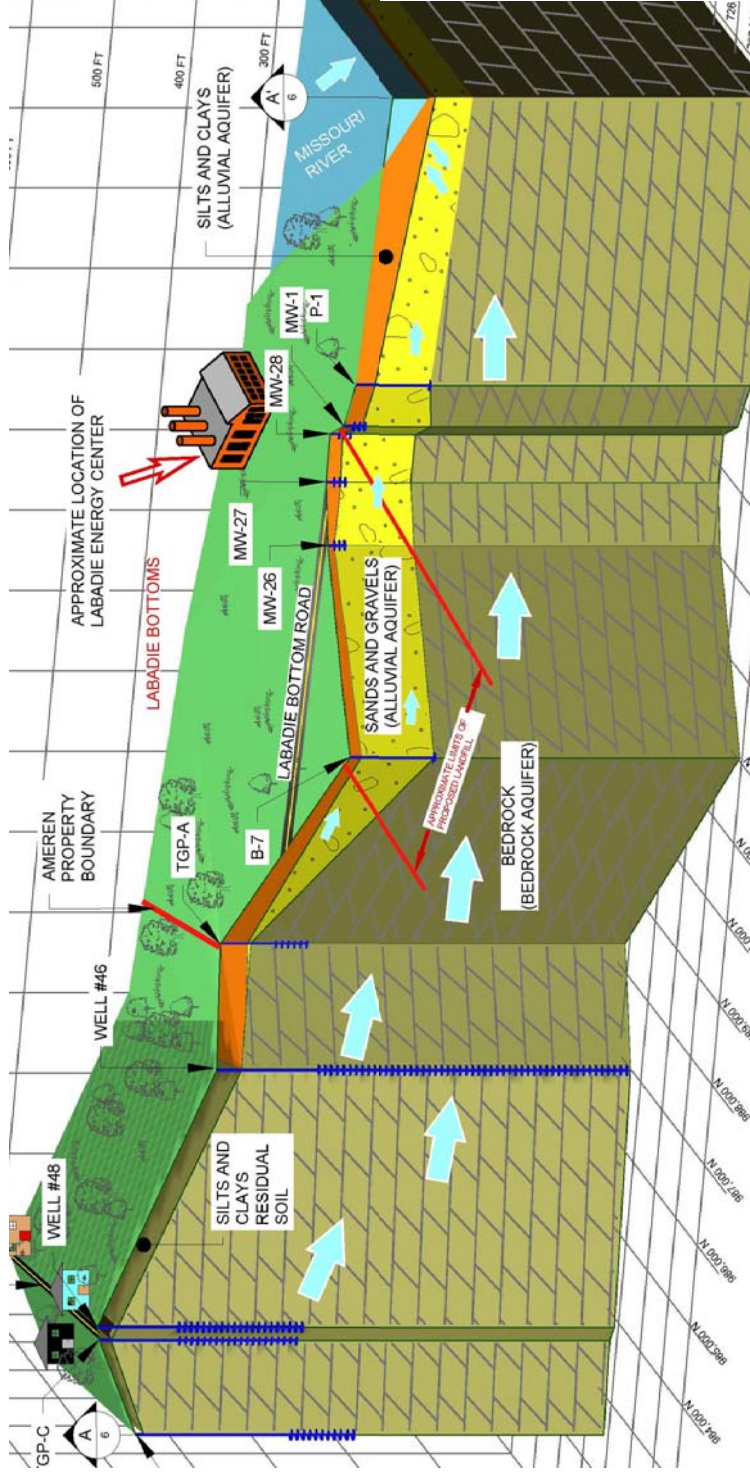 500 FT
400 FT
300 FT
A'
6
SILTS AND CLAYS
(ALLUVIAL AQUIFER)
MISSOURI
RIVER
MW-1
P-1
MW-28
APPROXIMATE LOCATION OF
LABADIE ENERGY CENTER
MW-27
MW-26
LABADIE BOTTOMS
LABADIE BOTTOM ROAD
SANDS AND GRAVELS
(ALLUVIAL AQUIFER)
AMEREN
PROPERTY
BOUNDARY
TGP-A
B-7
APPROXIMATE LIMITS OF
PROPOSED LANDFILL
BEDROCK
(BEDROCK AQUIFER)
WELL #46
WELL #48
SILTS AND
CLAYS
RESIDUAL
SOIL
TGP-C
A
6
726
989,000 N
988,000 N
987,000 N
986,000 N
985,000 N
984,000 N